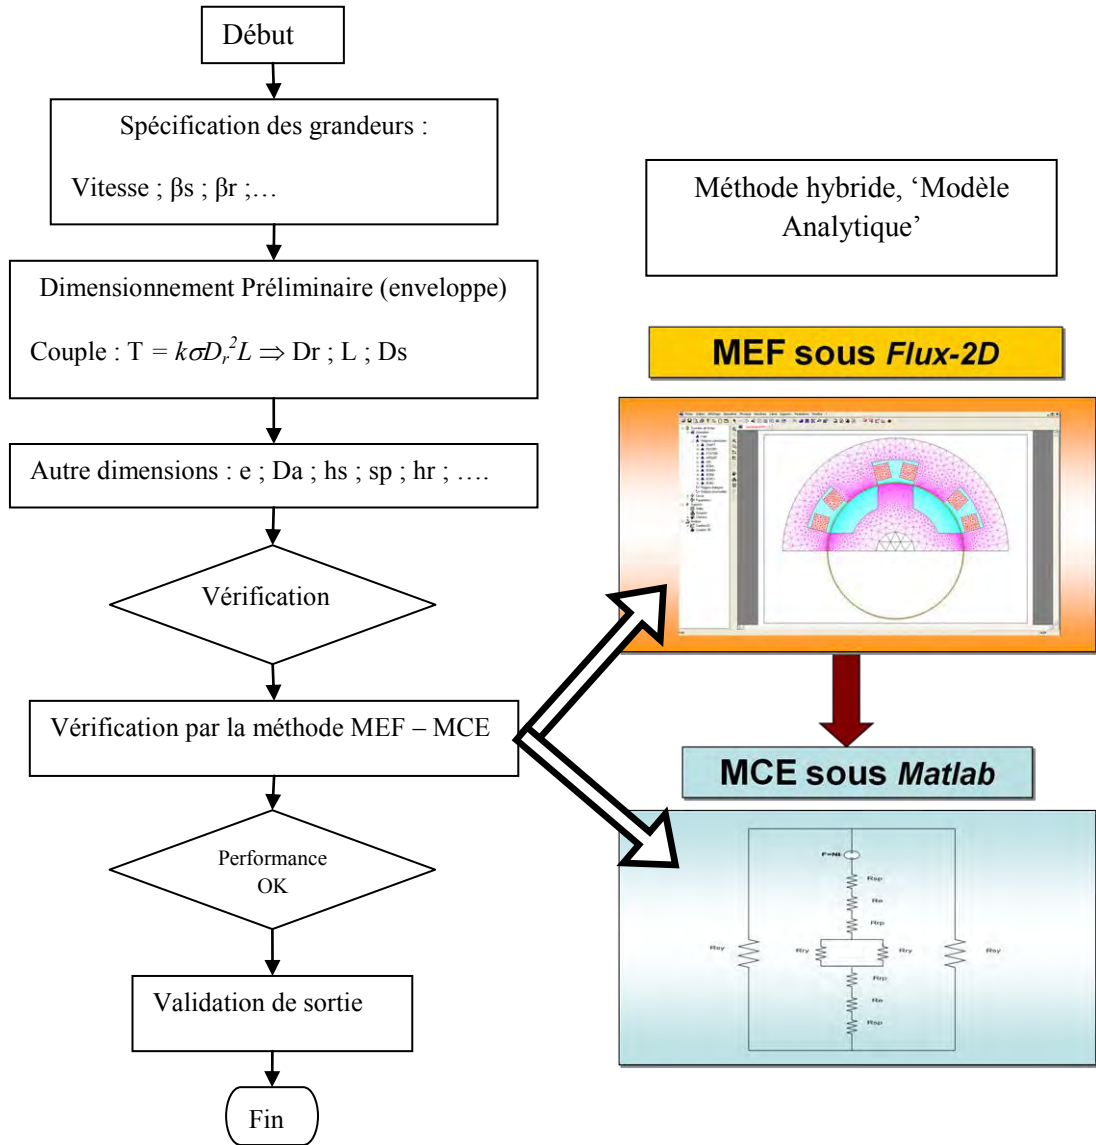 Début
Spécification des grandeurs :
Vitesse ; βs ; βr ;…
Dimensionnement Préliminaire (enveloppe)
Couple : T = kσDr²L ⇒ Dr ; L ; Ds
Autre dimensions : e ; Da ; hs ; sp ; hr ; ….
Vérification
Vérification par la méthode MEF – MCE
Performance
OK
Validation de sortie
Fin
Méthode hybride, ‘Modèle
Analytique’
MEF sous Flux-2D
MCE sous Matlab
F=Ni
Rsp
Re
Rrp
Rsy
Rry
Rry
Rsy
Rrp
Re
Rsp